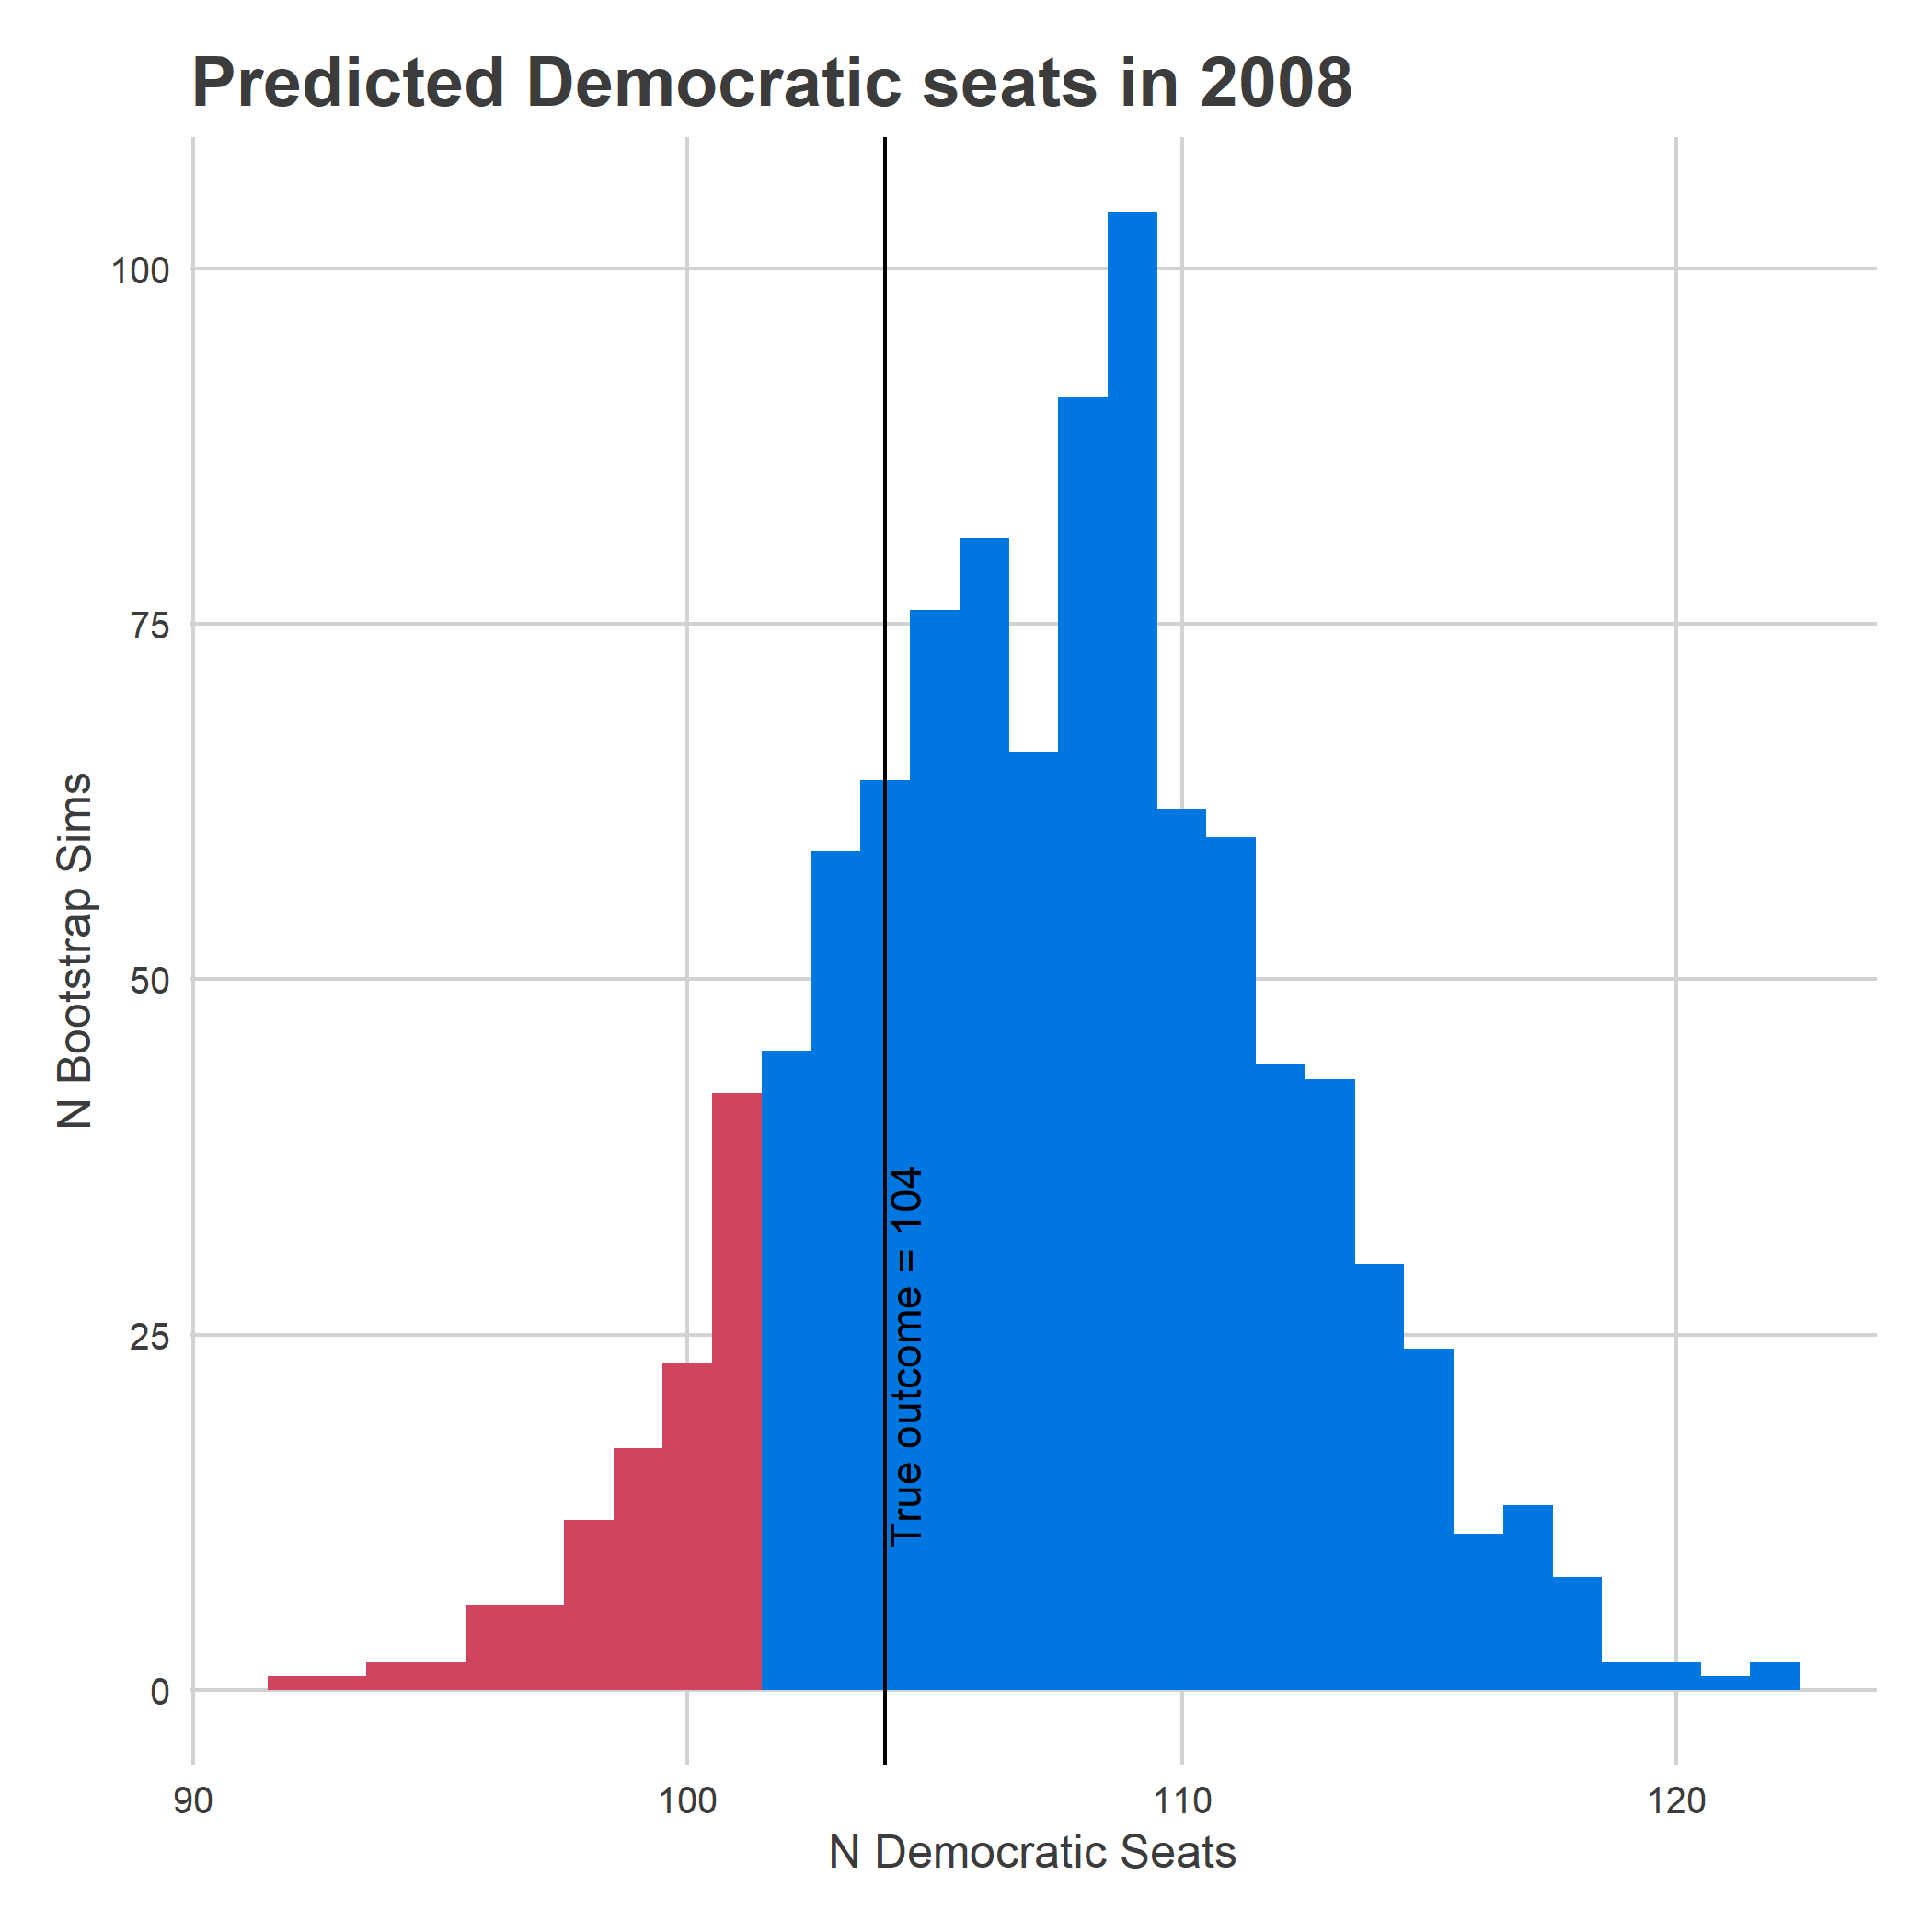 Predicted Democratic seats in 2008
N Bootstrap Sims
100
75
50
25
0
True outcome = 104
90
100
110
120
N Democratic Seats